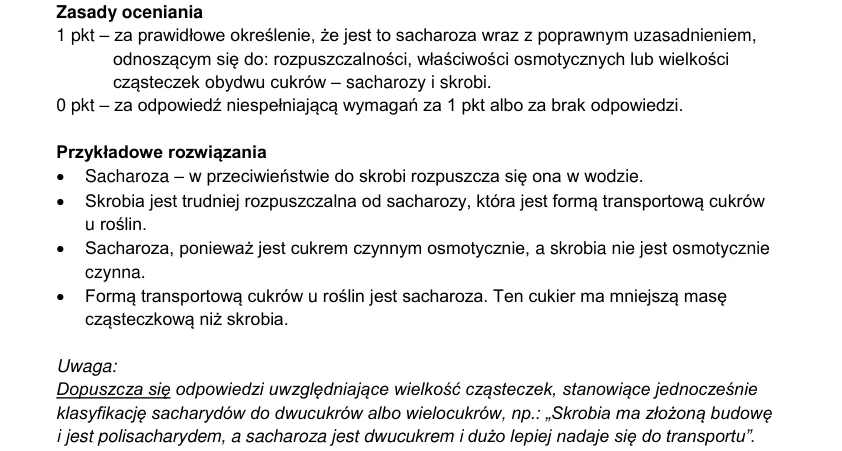 Zasady oceniania
1 pkt – za prawidłowe określenie, że jest to sacharoza wraz z poprawnym uzasadnieniem,
odnoszącym się do: rozpuszczalności, właściwości osmotycznych lub wielkości
cząsteczek obydwu cukrów – sacharozy i skrobi.
0 pkt – za odpowiedź niespełniającą wymagań za 1 pkt albo za brak odpowiedzi.
Przykładowe rozwiązania
• Sacharoza – w przeciwieństwie do skrobi rozpuszcza się ona w wodzie.
• Skrobia jest trudniej rozpuszczalna od sacharozy, która jest formą transportową cukrów
u roślin.
• Sacharoza, ponieważ jest cukrem czynnym osmotycznie, a skrobia nie jest osmotycznie
czynna.
• Formą transportową cukrów u roślin jest sacharoza. Ten cukier ma mniejszą masę
cząsteczkową niż skrobia.
Uwaga:
Dopuszcza się odpowiedzi uwzględniające wielkość cząsteczek, stanowiące jednocześnie
klasyfikację sacharydów do dwucukrów albo wielocukrów, np.: „Skrobia ma złożoną budowę
i jest polisacharydem, a sacharoza jest dwucukrem i dużo lepiej nadaje się do transportu”.